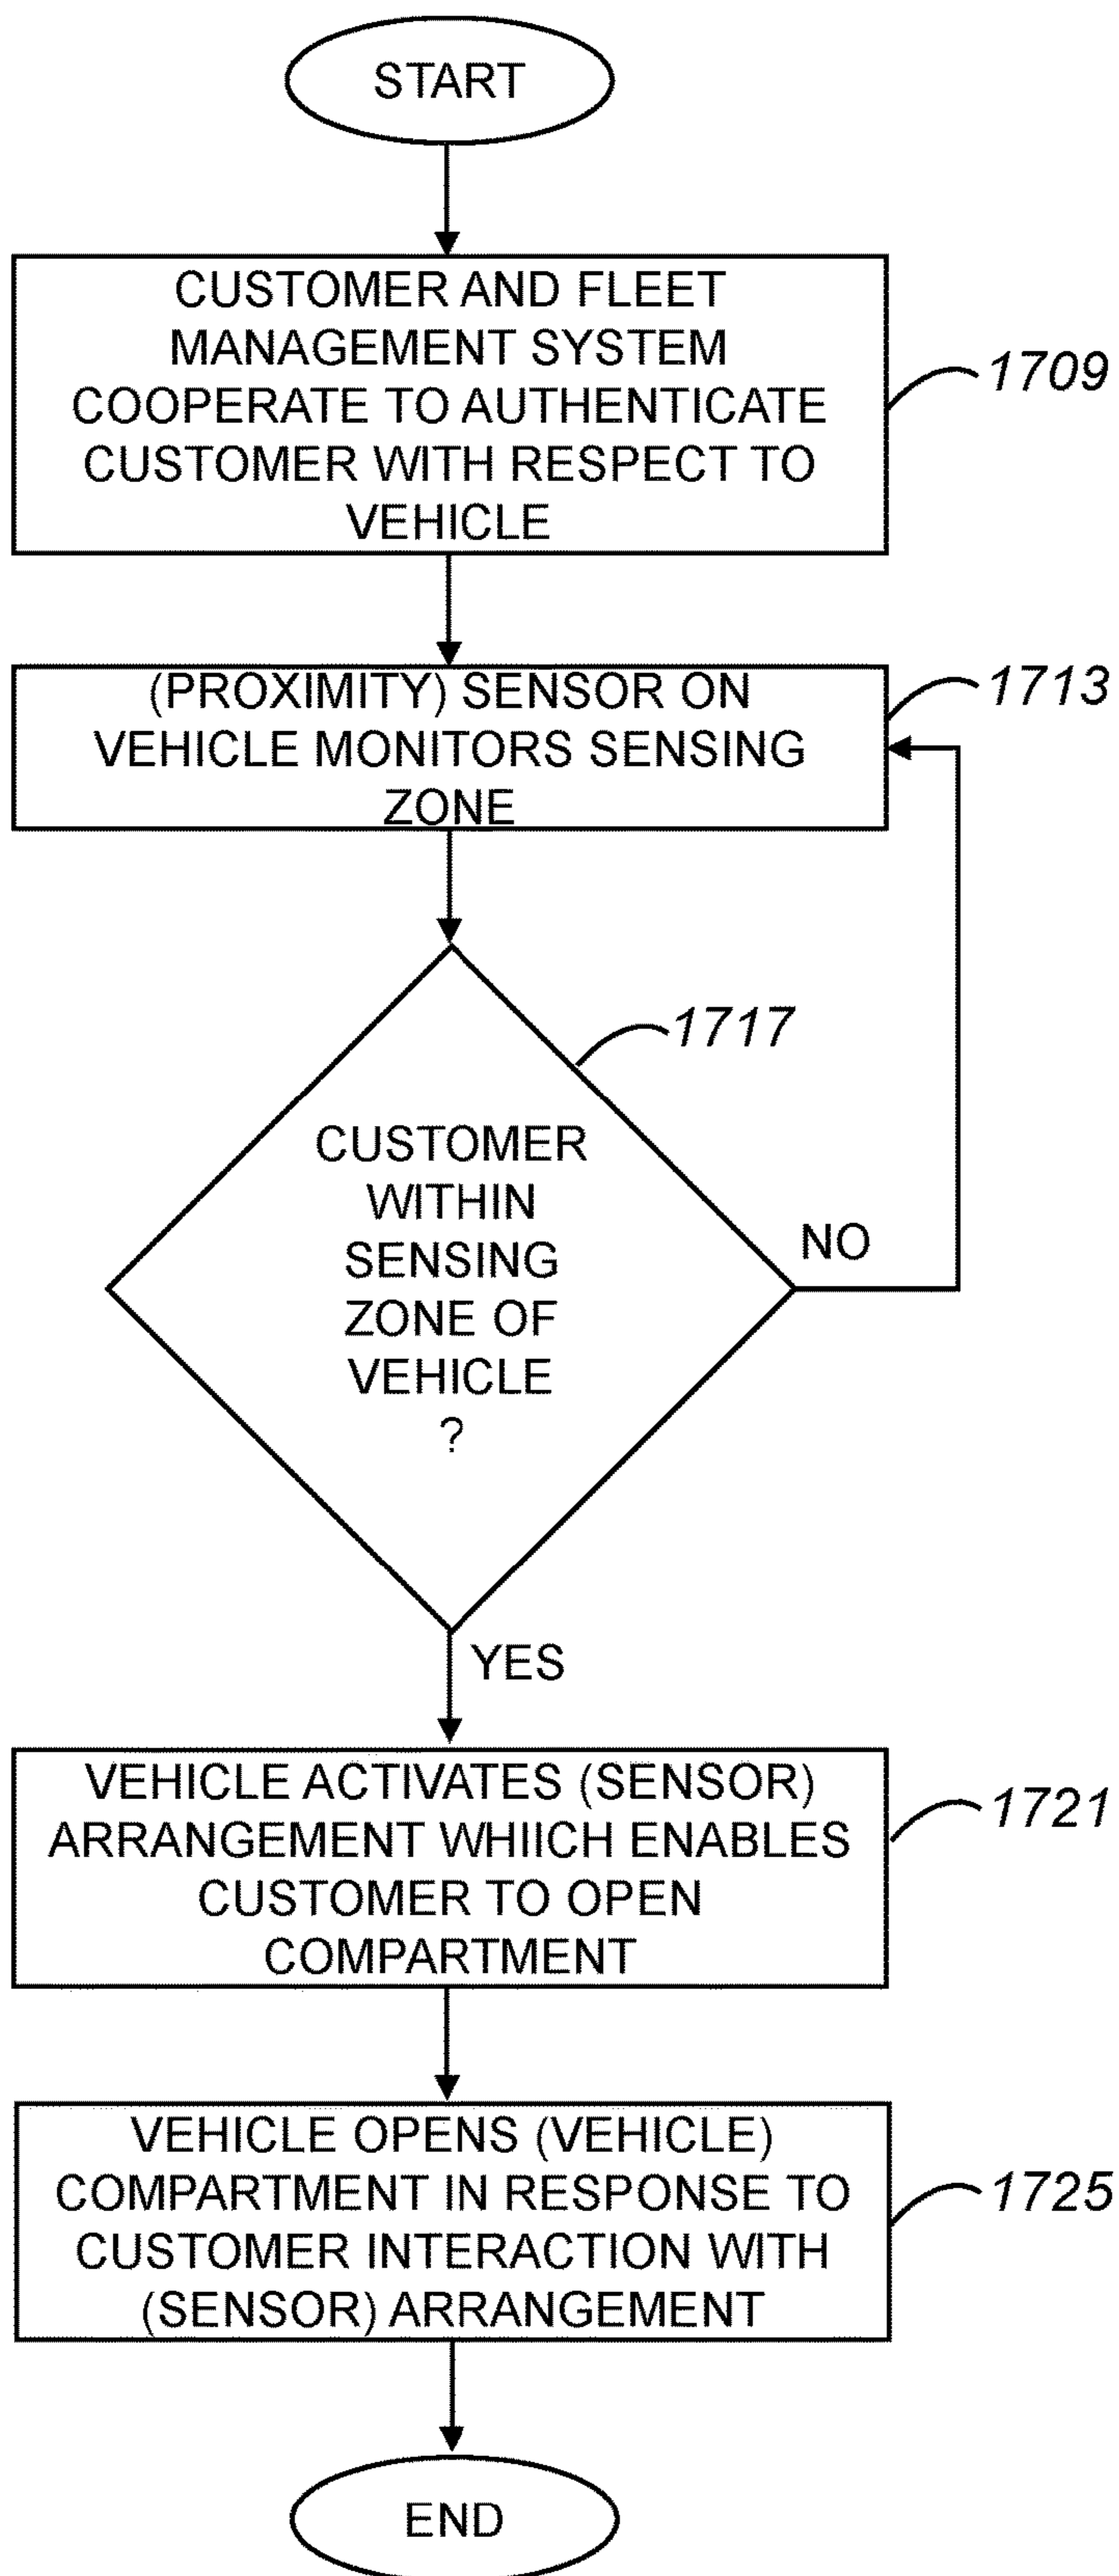 START
CUSTOMER AND FLEET
MANAGEMENT SYSTEM
COOPERATE TO AUTHENTICATE
CUSTOMER WITH RESPECT TO
VEHICLE
1709
(PROXIMITY) SENSOR ON
VEHICLE MONITORS SENSING
ZONE
1713
1717
CUSTOMER
WITHIN
SENSING
ZONE OF
VEHICLE
?
NO
YES
VEHICLE ACTIVATES (SENSOR)
ARRANGEMENT WHIICH ENABLES
CUSTOMER TO OPEN
COMPARTMENT
1721
VEHICLE OPENS (VEHICLE)
COMPARTMENT IN RESPONSE TO
CUSTOMER INTERACTION WITH
(SENSOR) ARRANGEMENT
1725
END